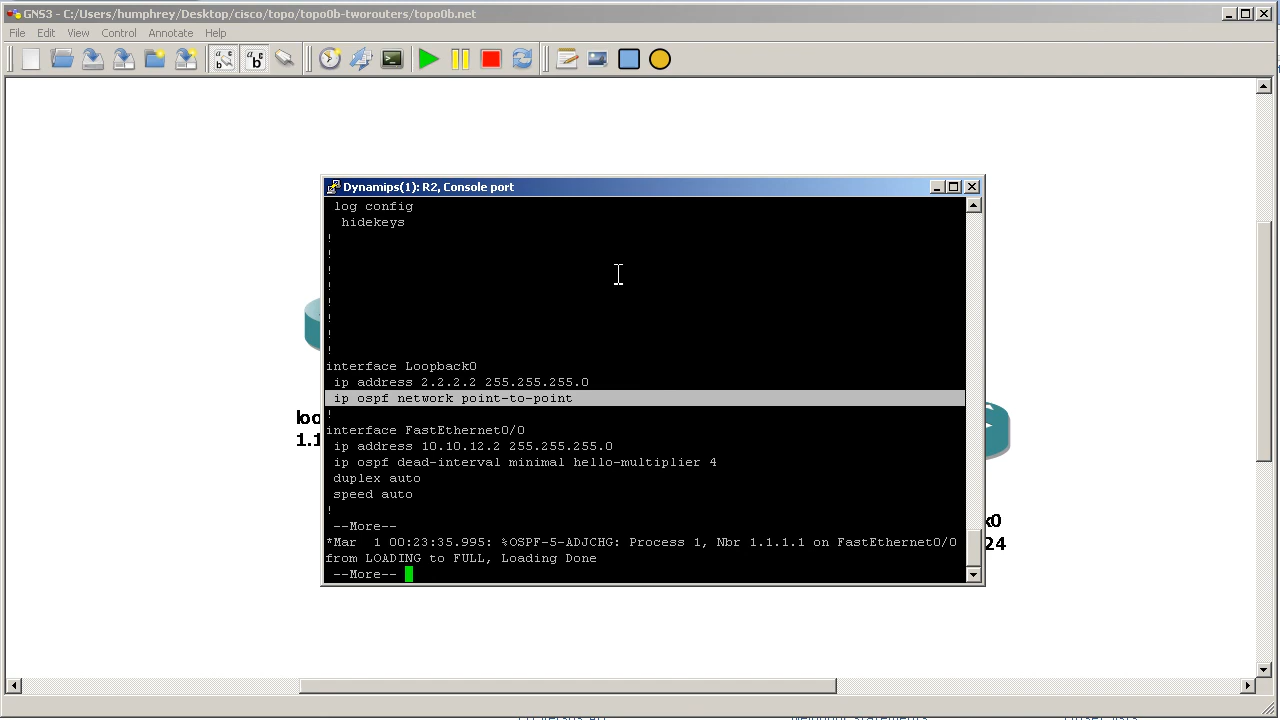 GNS3 - C:/Users/humphrey/Desktop/cisco/topo/topo0b-tworouters/topo0b.net
File Edit View Control Annotate Help
Dynamips(1): R2, Console port
log config
hidekeys
!
!
!
!
!
!
!
!
interface Loopback0
ip address 2.2.2.2 255.255.255.0
ip ospf network point-to-point
!
interface FastEthernet0/0
ip address 10.10.12.2 255.255.255.0
ip ospf dead-interval minimal hello-multiplier 4
duplex auto
speed auto
!
--More--
*Mar  1 00:23:35.995: %OSPF-5-ADJCHG: Process 1, Nbr 1.1.1.1 on FastEthernet0/0
from LOADING to FULL, Loading Done
--More--
loo
1.1
k0
24